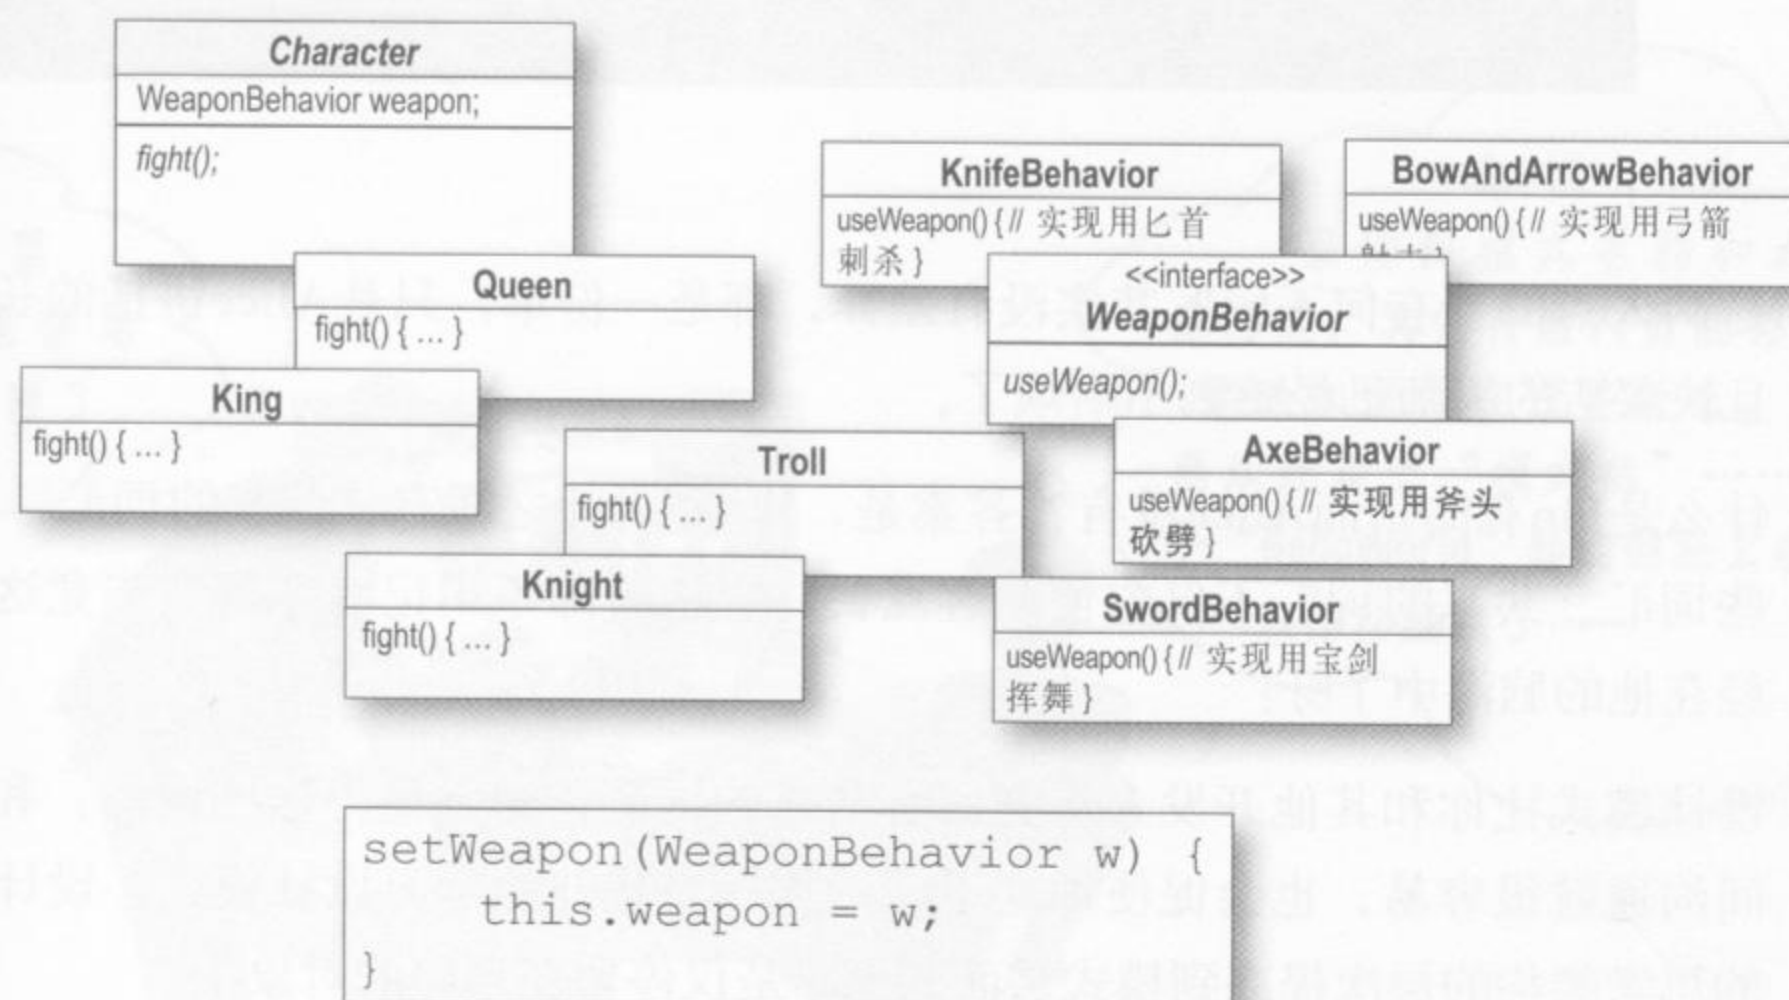 Character
WeaponBehavior weapon;
fight();
KnifeBehavior
useWeapon() { // 实现用匕首
刺杀 }
BowAndArrowBehavior
useWeapon() { // 实现用弓箭
Queen
fight() { ... }
<<interface>>
WeaponBehavior
useWeapon();
King
fight() { ... }
Troll
fight() { ... }
AxeBehavior
useWeapon() { // 实现用斧头
砍劈 }
Knight
fight() { ... }
SwordBehavior
useWeapon() { // 实现用宝剑
挥舞 }
setWeapon(WeaponBehavior w) {
this.weapon = w;
}